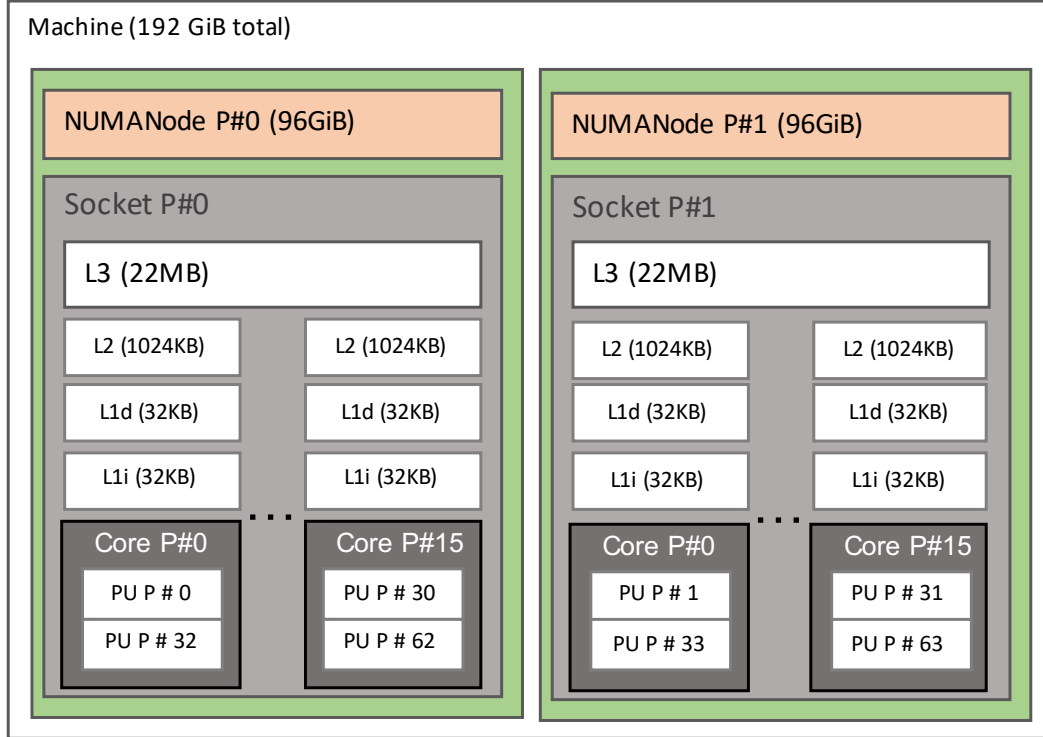 Machine (192 GiB total)
NUMANode P#0 (96GiB)
Socket P#0
L3 (22MB)
L2 (1024KB)
L2 (1024KB)
L1d (32KB)
L1d (32KB)
L1i (32KB)
L1i (32KB)
...
Core P#0
Core P#15
PU P # 0
PU P # 30
PU P # 32
PU P # 62
NUMANode P#1 (96GiB)
Socket P#1
L3 (22MB)
L2 (1024KB)
L2 (1024KB)
L1d (32KB)
L1d (32KB)
L1i (32KB)
L1i (32KB)
...
Core P#0
Core P#15
PU P # 1
PU P # 31
PU P # 33
PU P # 63